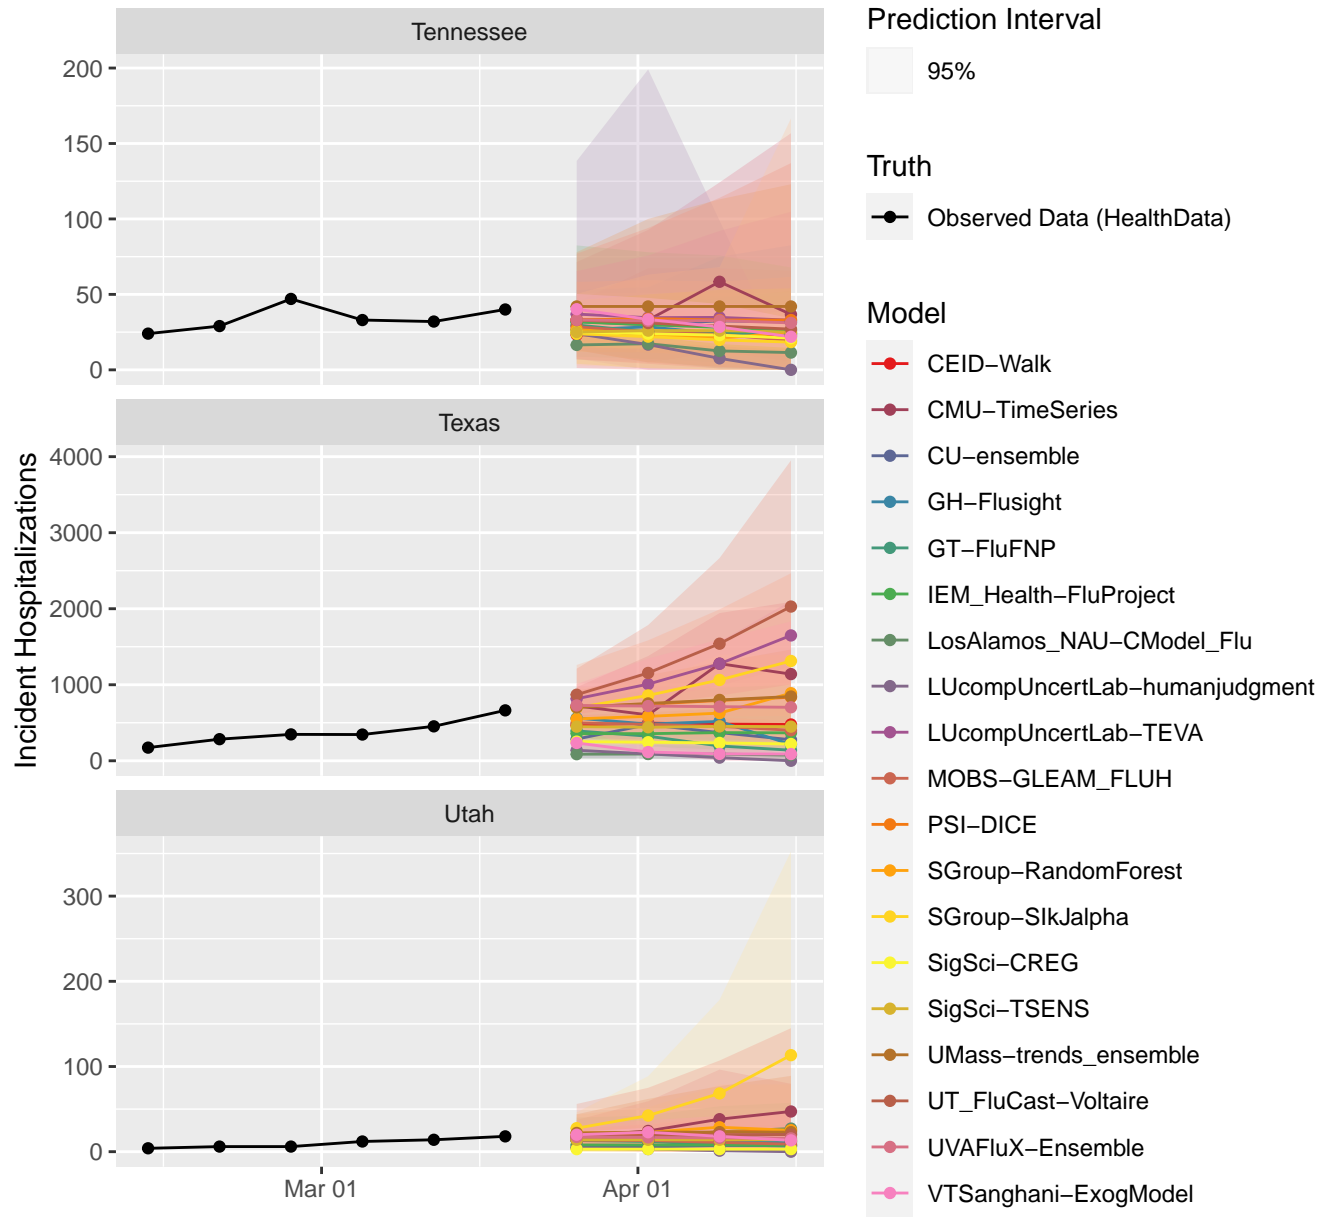 Tennessee
200
150
100
50
0
Texas
4000
3000
2000
1000
0
Utah
300
200
100
0
Mar 01
Apr 01
Incident Hospitalizations
Prediction Interval
95%
Truth
Observed Data (HealthData)
Model
CEID−Walk
CMU−TimeSeries
CU−ensemble
GH−Flusight
GT−FluFNP
IEM_Health−FluProject
LosAlamos_NAU−CModel_Flu
LUcompUncertLab−humanjudgment
LUcompUncertLab−TEVA
MOBS−GLEAM_FLUH
PSI−DICE
SGroup−RandomForest
SGroup−SIkJalpha
SigSci−CREG
SigSci−TSENS
UMass−trends_ensemble
UT_FluCast−Voltaire
UVAFluX−Ensemble
VTSanghani−ExogModel